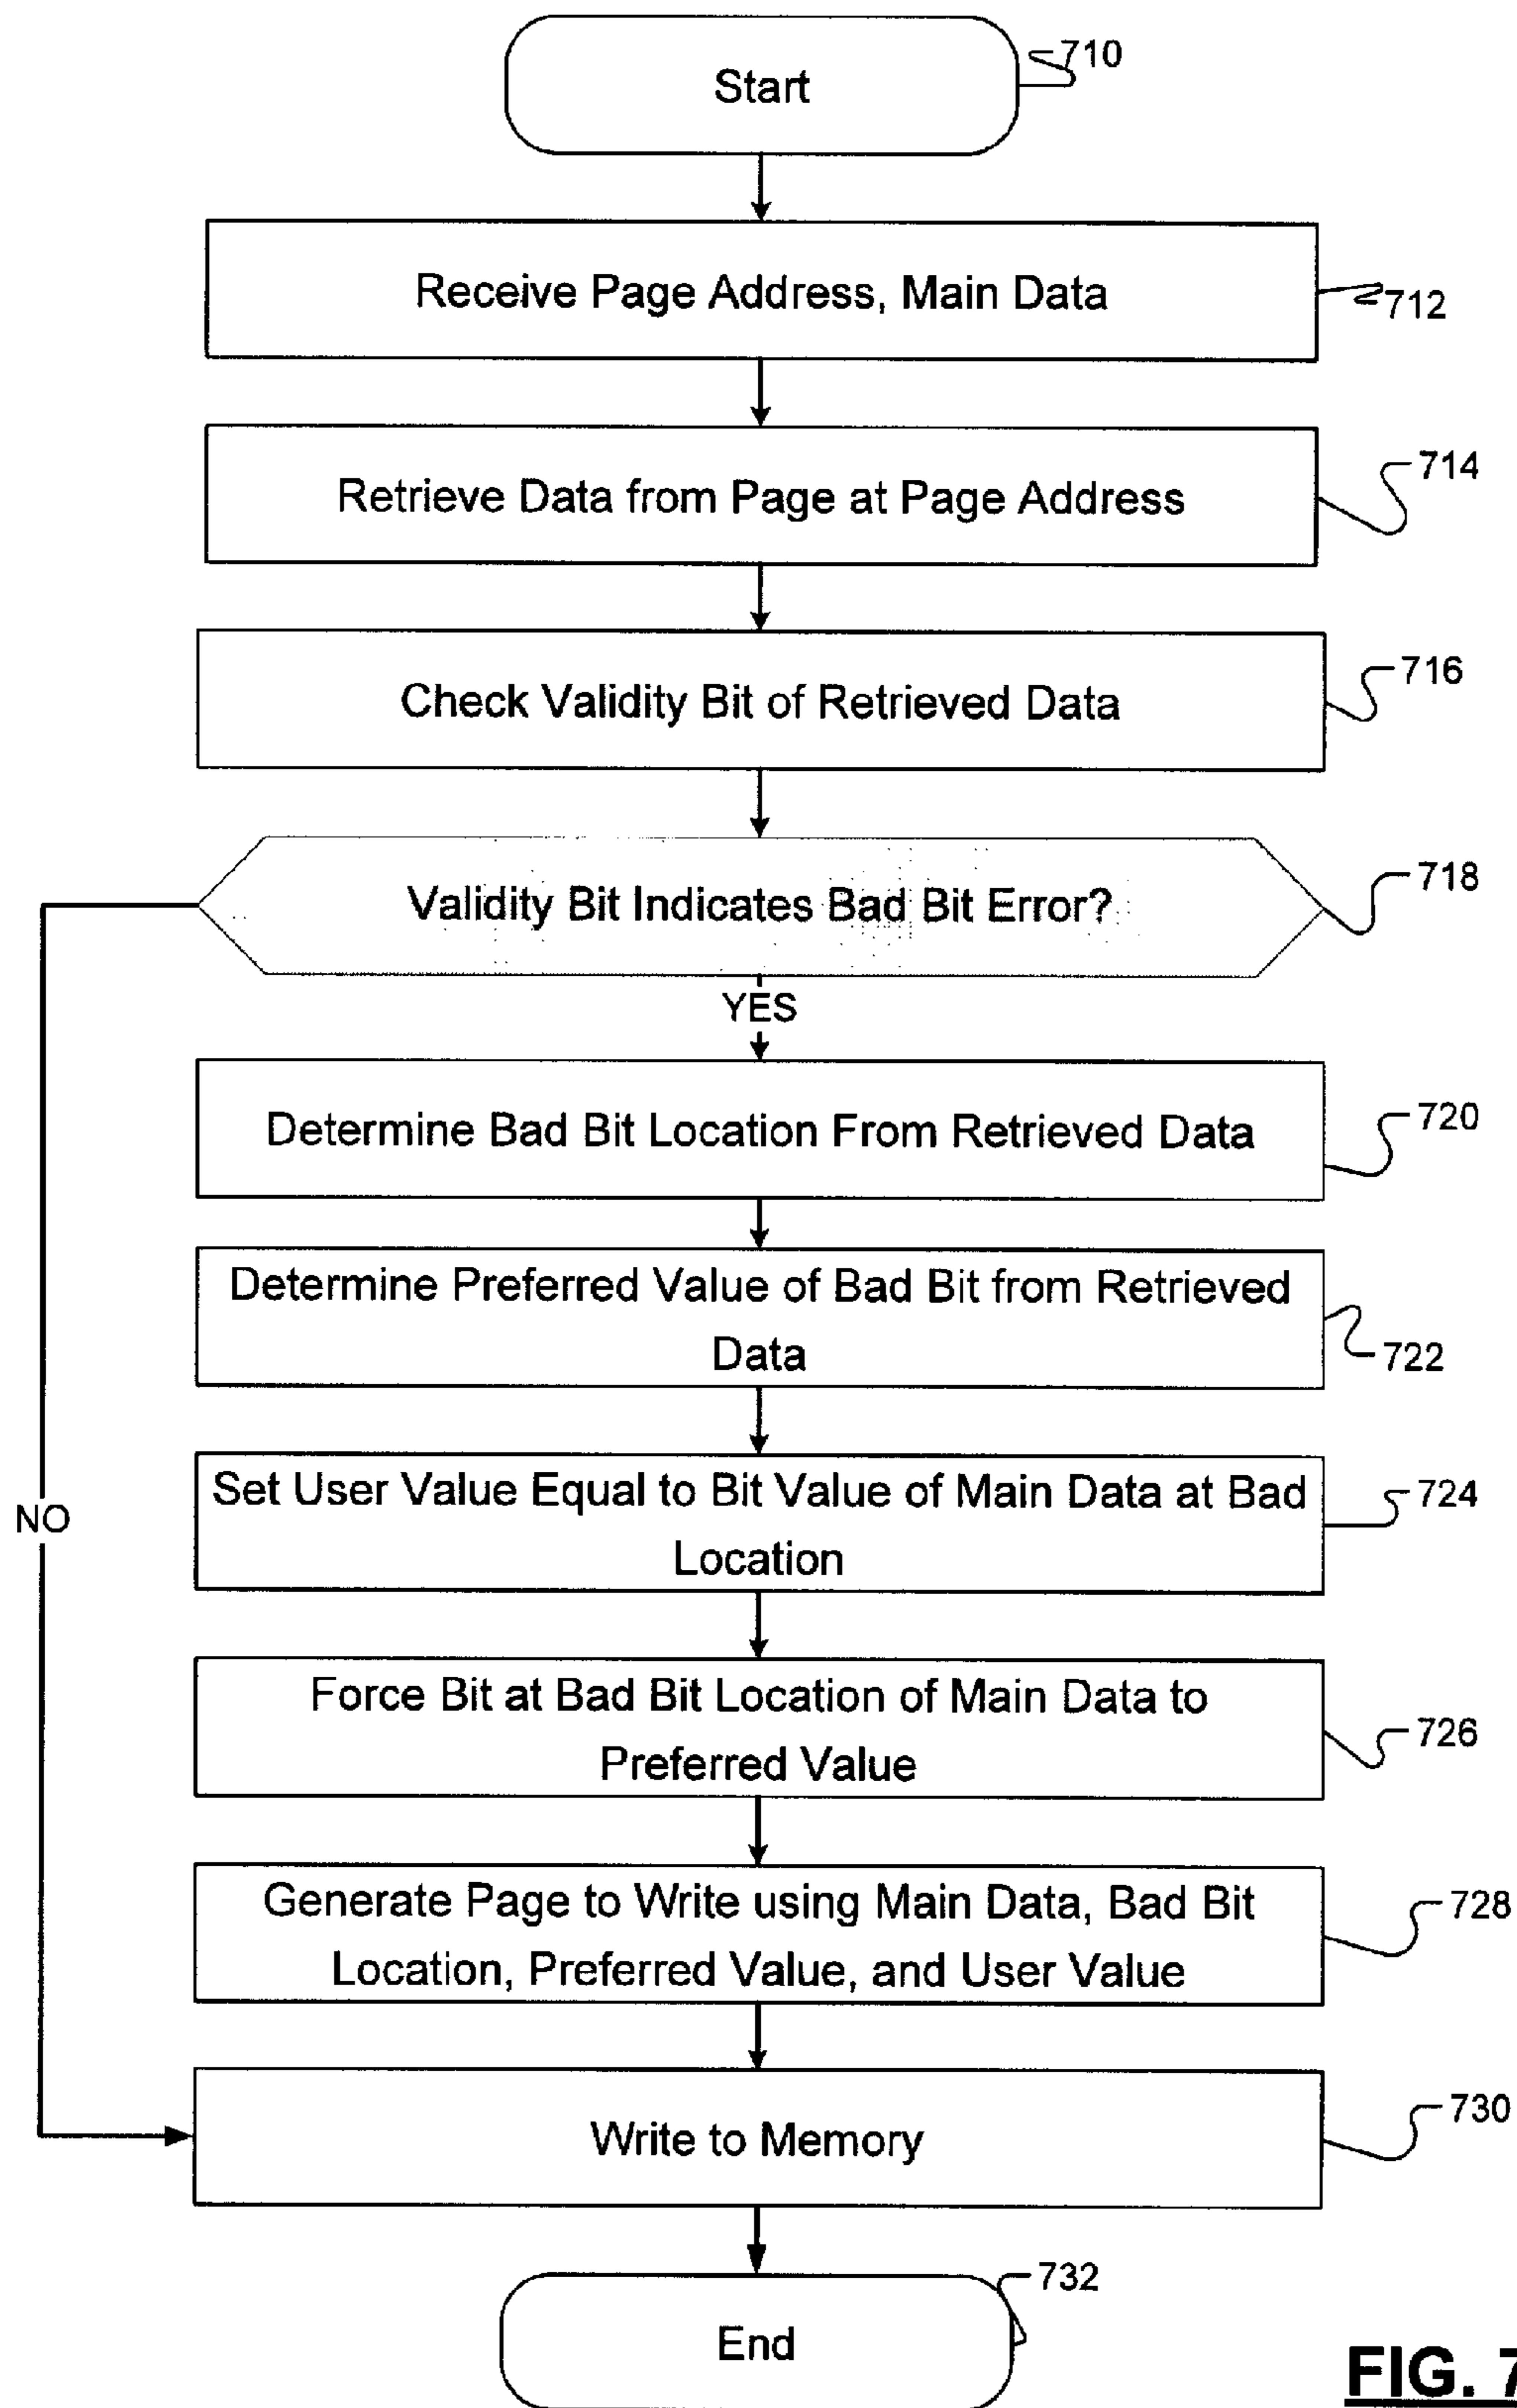 Start
710
Receive Page Address, Main Data
712
Retrieve Data from Page at Page Address
714
Check Validity Bit of Retrieved Data
716
Validity Bit Indicates Bad Bit Error?
718
YES
Determine Bad Bit Location From Retrieved Data
720
Determine Preferred Value of Bad Bit from Retrieved
Data
722
Set User Value Equal to Bit Value of Main Data at Bad
Location
724
NO
Force Bit at Bad Bit Location of Main Data to
Preferred Value
726
Generate Page to Write using Main Data, Bad Bit
Location, Preferred Value, and User Value
728
Write to Memory
730
End
732
FIG. 7